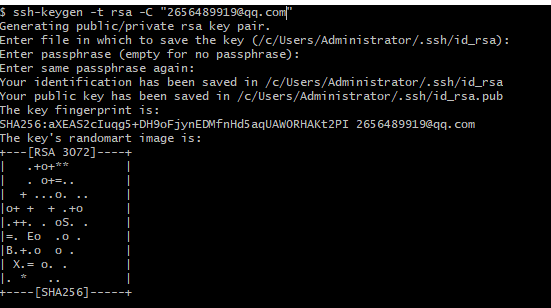 $ ssh-keygen -t rsa -C "2656489919@qq.com"
Generating public/private rsa key pair.
Enter file in which to save the key (/c/Users/Administrator/.ssh/id_rsa):
Enter passphrase (empty for no passphrase):
Enter same passphrase again:
Your identification has been saved in /c/Users/Administrator/.ssh/id_rsa
Your public key has been saved in /c/Users/Administrator/.ssh/id_rsa.pub
The key fingerprint is:
SHA256:aXEAS2cIuqg5+DH9oFjynEDMfnHd5aqUAWORHAKt2PI 2656489919@qq.com
The key's randomart image is:
+---[RSA 3072]----+
|   .+o+**        |
|   . o+=..       |
|  + ...o. ..     |
|o+ +  + .+o      |
|.++. . oS. .     |
|=. Eo  .o .      |
|B.+.o  o .       |
| X.= o. .        |
|. *   ..         |
+----[SHA256]-----+